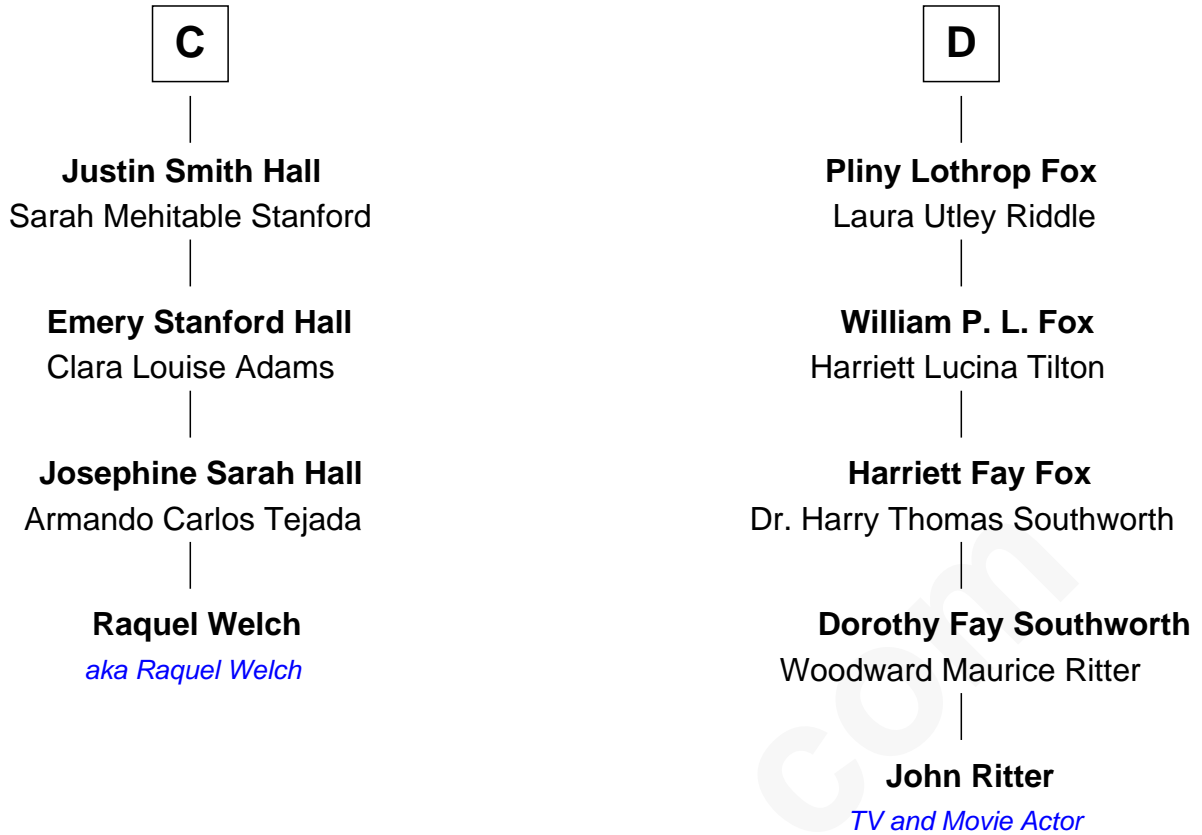 C
Justin Smith Hall
Sarah Mehitable Stanford
Emery Stanford Hall
Clara Louise Adams
Josephine Sarah Hall
Armando Carlos Tejada
Raquel Welch
aka Raquel Welch
D
Pliny Lothrop Fox
Laura Utley Riddle
William P. L. Fox
Harriett Lucina Tilton
Harriett Fay Fox
Dr. Harry Thomas Southworth
Dorothy Fay Southworth
Woodward Maurice Ritter
John Ritter
TV and Movie Actor
com